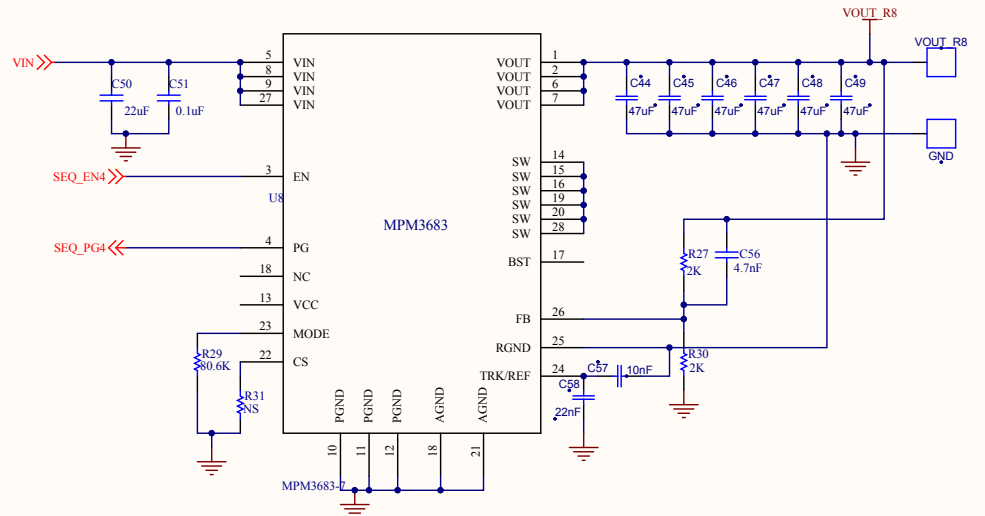 VOUT_R8
VIN
C50
22uF
C51
0.1uF
5
8
9
27
VIN
VIN
VIN
VIN
VOUT
VOUT
VOUT
VOUT
1
2
6
7
C44
47uF
C45
47uF
C46
47uF
C47
47uF
C48
47uF
C49
47uF
VOUT_R8
GND
SEQ_EN4
3
EN
U8
SW
SW
SW
SW
SW
SW
14
15
16
19
20
28
MPM3683
SEQ_PG4
4
PG
18
NC
BST
17
13
VCC
R27
2K
C56
4.7nF
23
MODE
FB
26
22
CS
RGND
25
R29
80.6K
R31
NS
TRK/REF
24
C57
10nF
C58
22nF
R30
2K
PGND
PGND
PGND
AGND
AGND
10
11
12
18
21
MPM3683-7